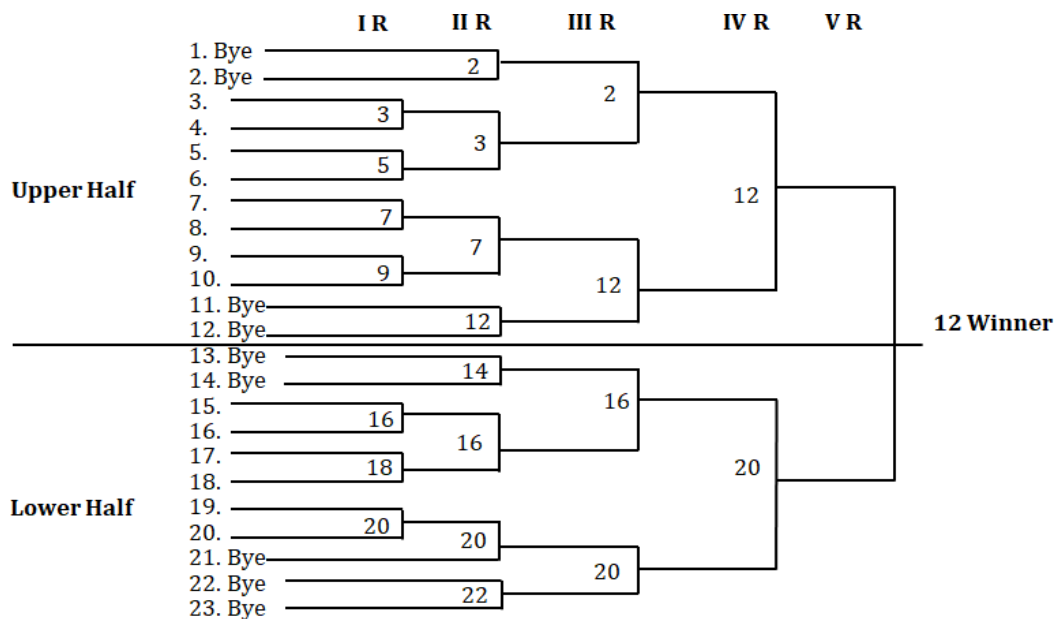 I R II R III R IV R V R
1. Bye
2
2. Bye
2
3.
3
4.
3
5.
5
6.
Upper Half
12
7.
7
8.
7
9.
9
10.
12
11. Bye
12
12. Bye
12 Winner
13. Bye
14
14. Bye
15.
16
16
16.
16
17.
18
18.
20
Lower Half
19.
20
20.
20
21. Bye
20
22. Bye
22
23. Bye